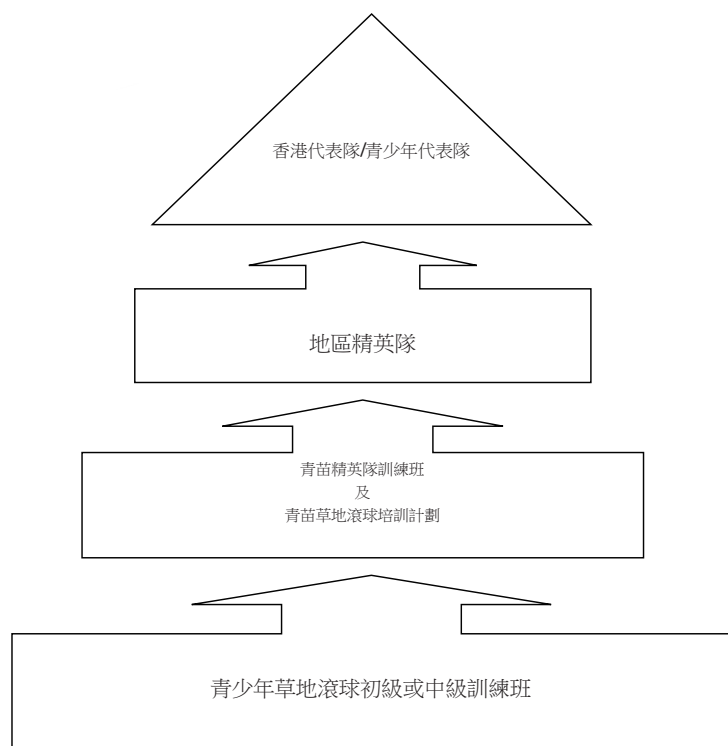 香港代表隊/青少年代表隊
地區精英隊
青苗精英隊訓練班
及
青苗草地滾球培訓計劃
青少年草地滾球初級或中級訓練班